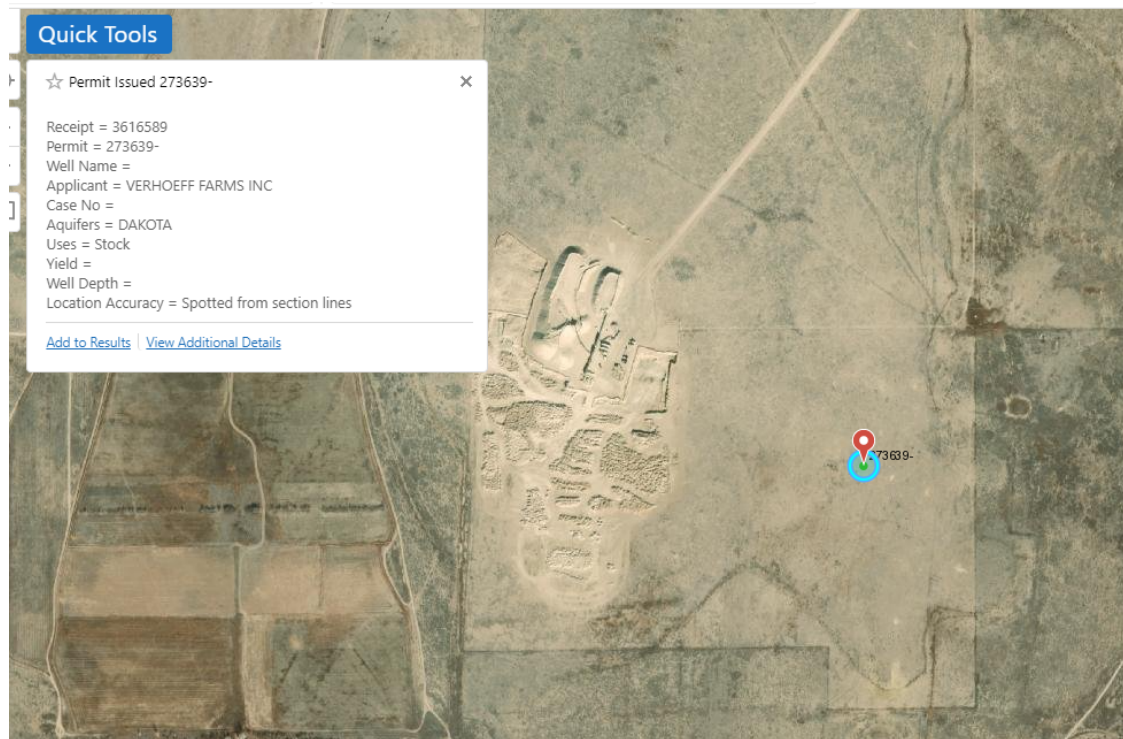 Quick Tools
Permit Issued 273639-
Receipt = 3616589
Permit = 273639-
Well Name =
Applicant = VERHOEFF FARMS INC
Case No =
Aquifers = DAKOTA
Uses = Stock
Yield =
Well Depth =
Location Accuracy = Spotted from section lines
Add to Results | View Additional Details
273639-